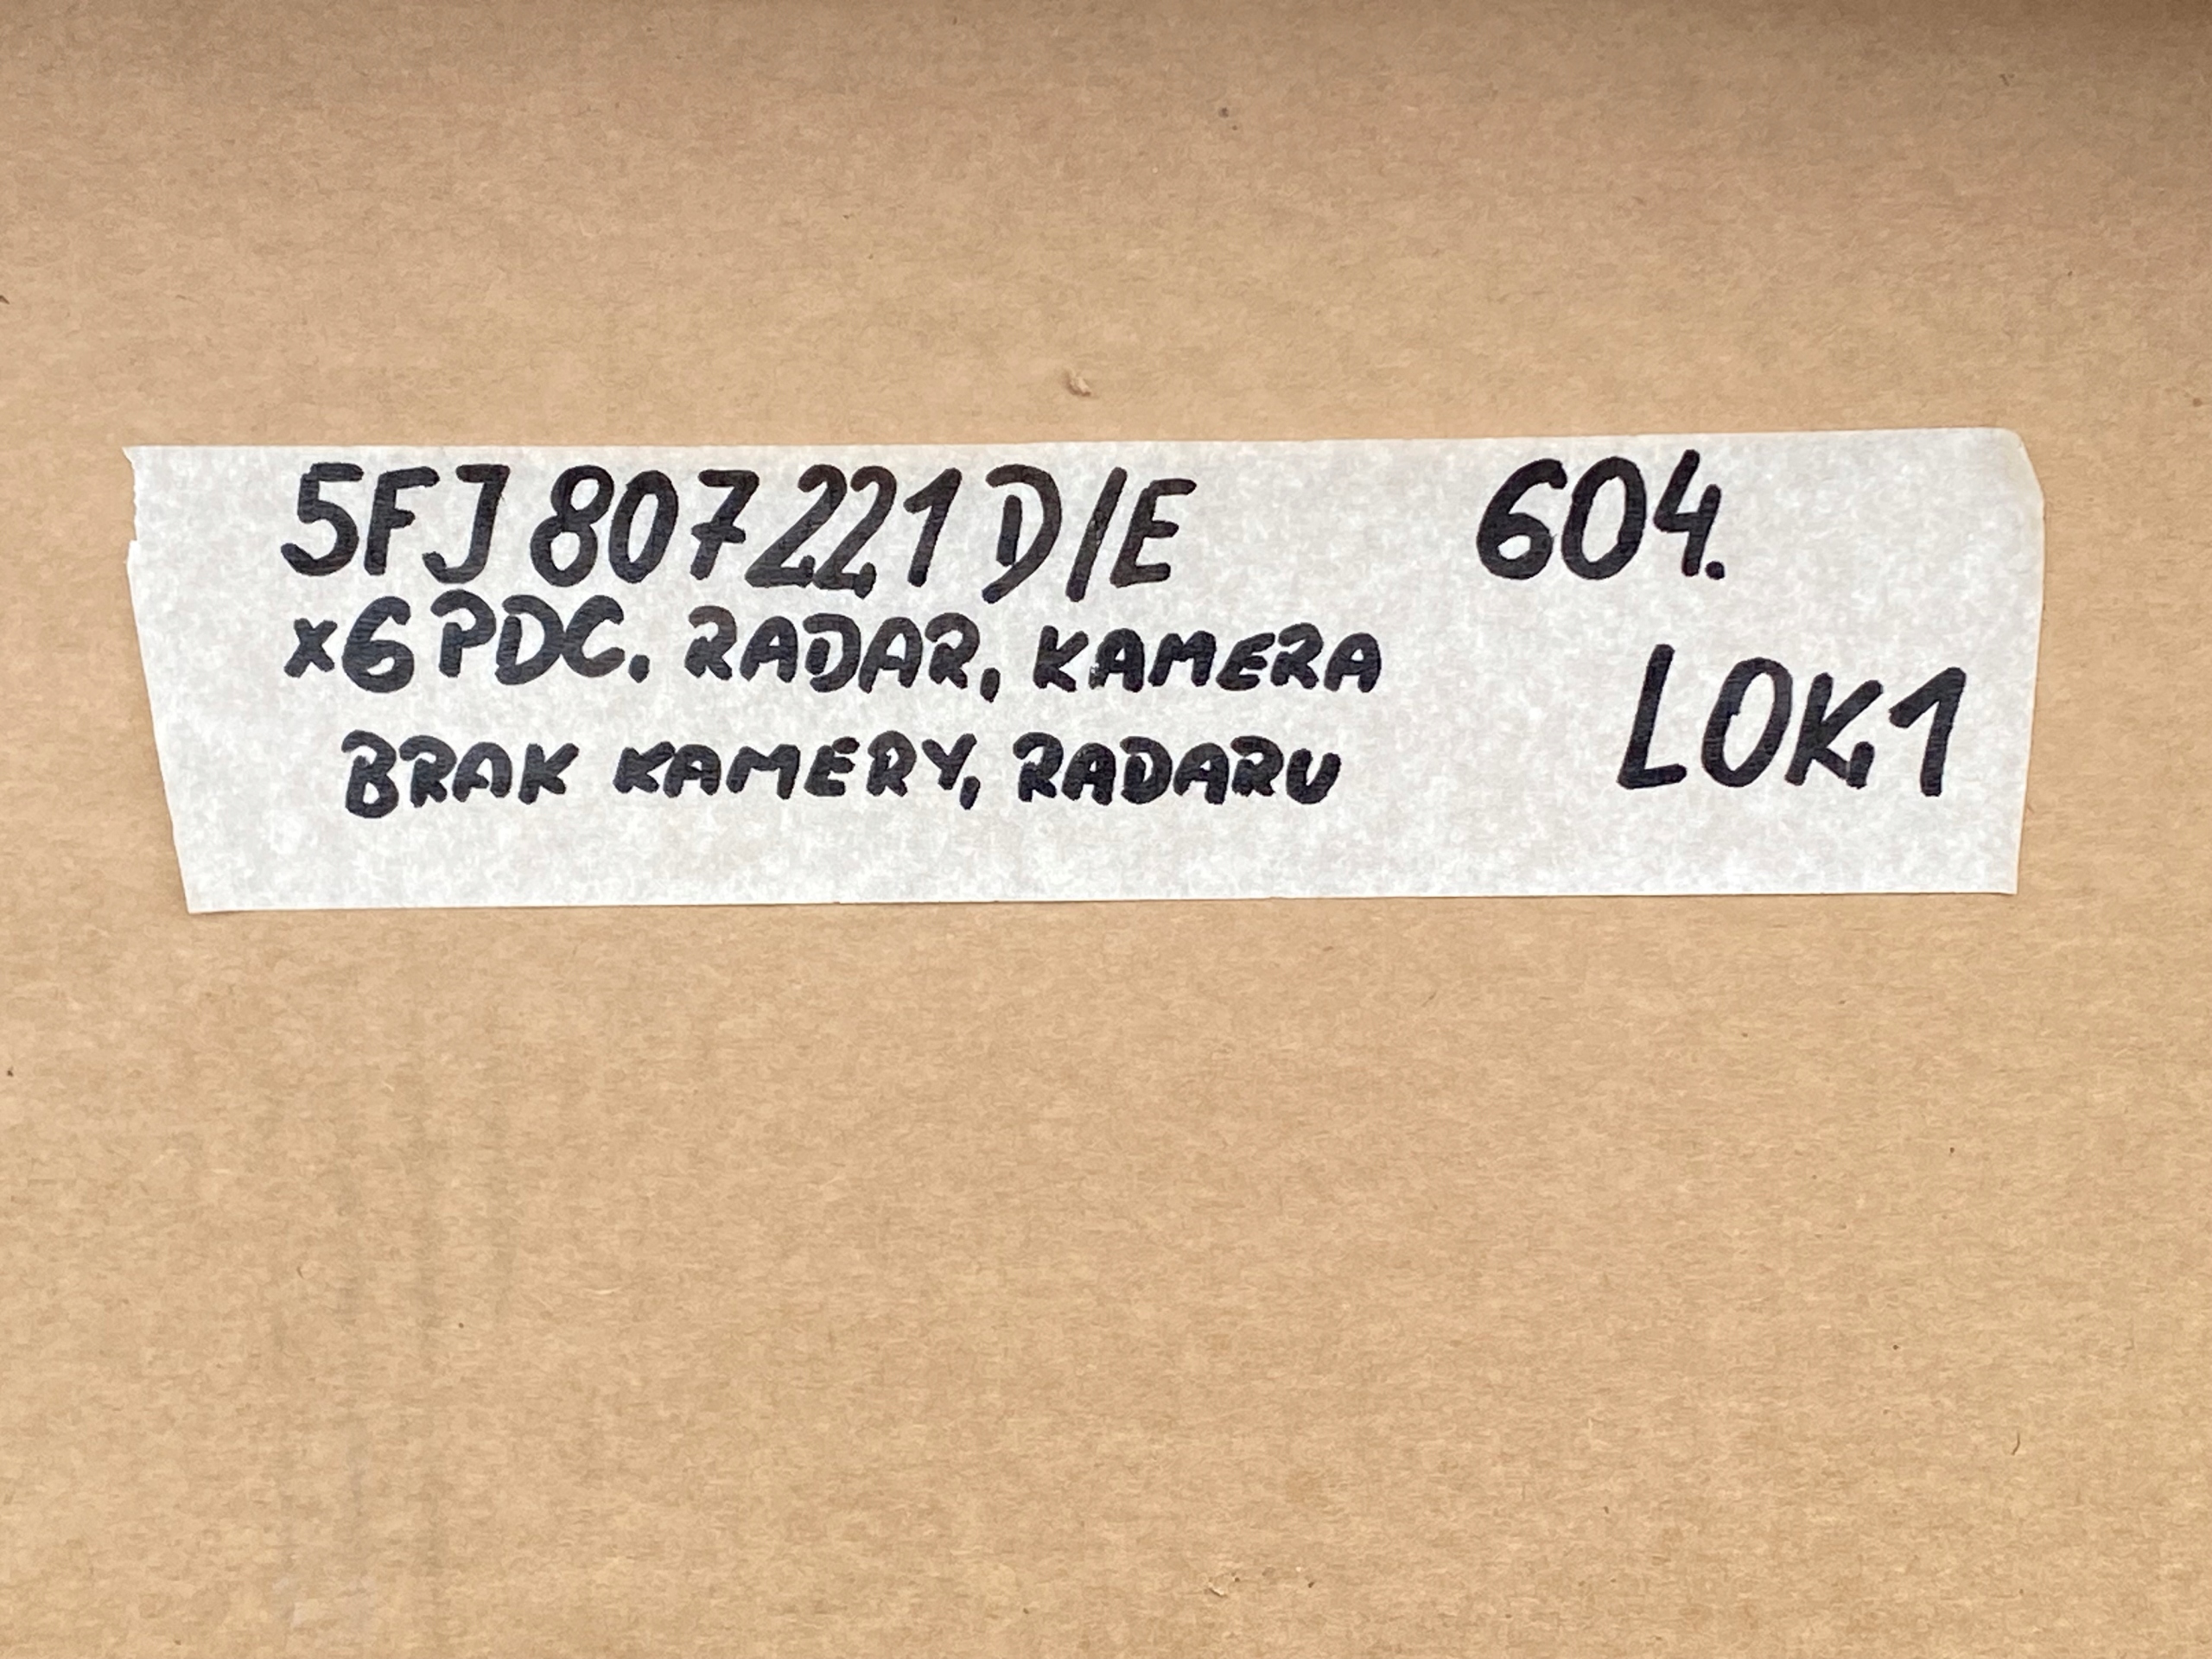 5FJ 807 221 D/E 604.
x6 PDC. RADAR, KAMERA
LOK1
BRAK KAMERY, RADARU